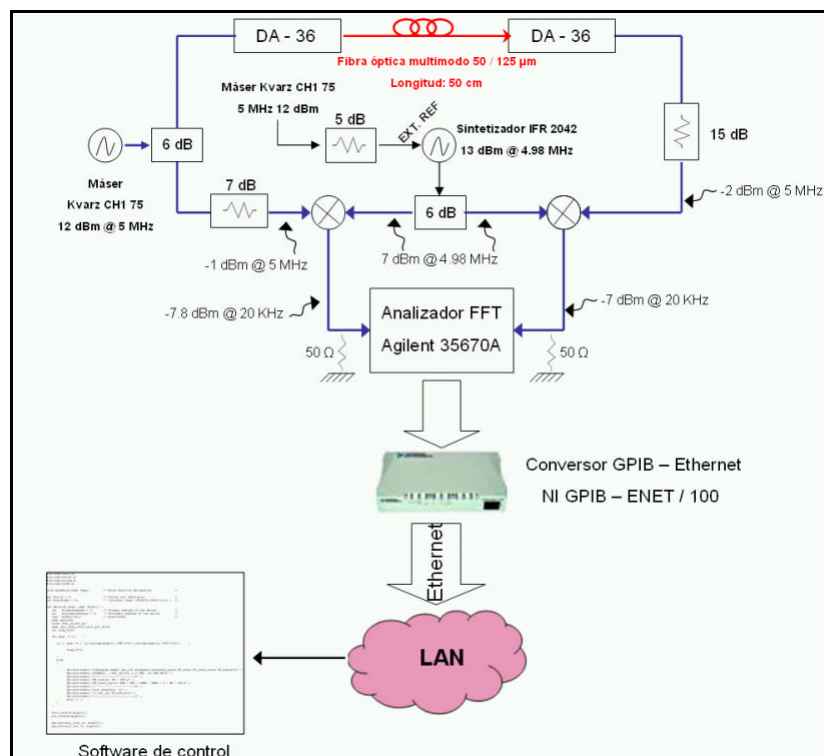 DA - 36
DA - 36
Fibra óptica multimodo 50 / 125 µm
Longitud: 50 cm
Máser Kvarz CH1 75
5 MHz 12 dBm
5 dB
EXT. REF
Sintetizador IFR 2042
13 dBm @ 4.98 MHz
15 dB
6 dB
Máser
Kvarz CH1 75
12 dBm @ 5 MHz
7 dB
6 dB
-2 dBm @ 5 MHz
-1 dBm @ 5 MHz
7 dBm @ 4.98 MHz
-7.8 dBm @ 20 KHz
-7 dBm @ 20 KHz
Analizador FFT
Agilent 35670A
50 Ω
50 Ω
Conversor GPIB – Ethernet
NI GPIB – ENET / 100
Ethernet
LAN
Software de control